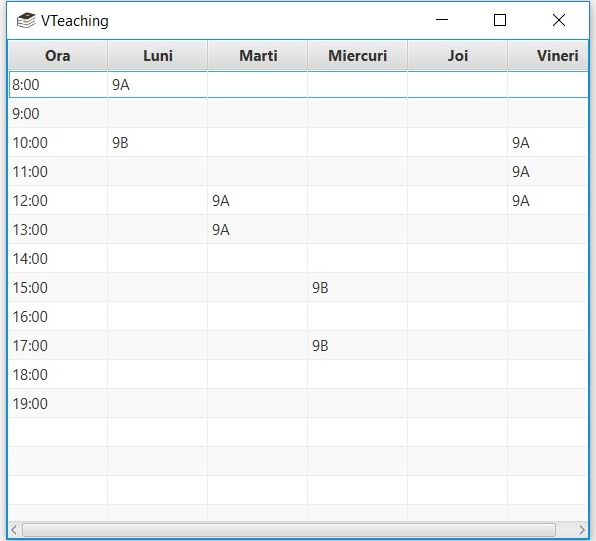 VTeaching
Ora Luni Marti Miercuri Joi Vineri
8:00 9A
9:00
10:00 9B 9A
11:00 9A
12:00 9A 9A
13:00 9A
14:00
15:00 9B
16:00
17:00 9B
18:00
19:00